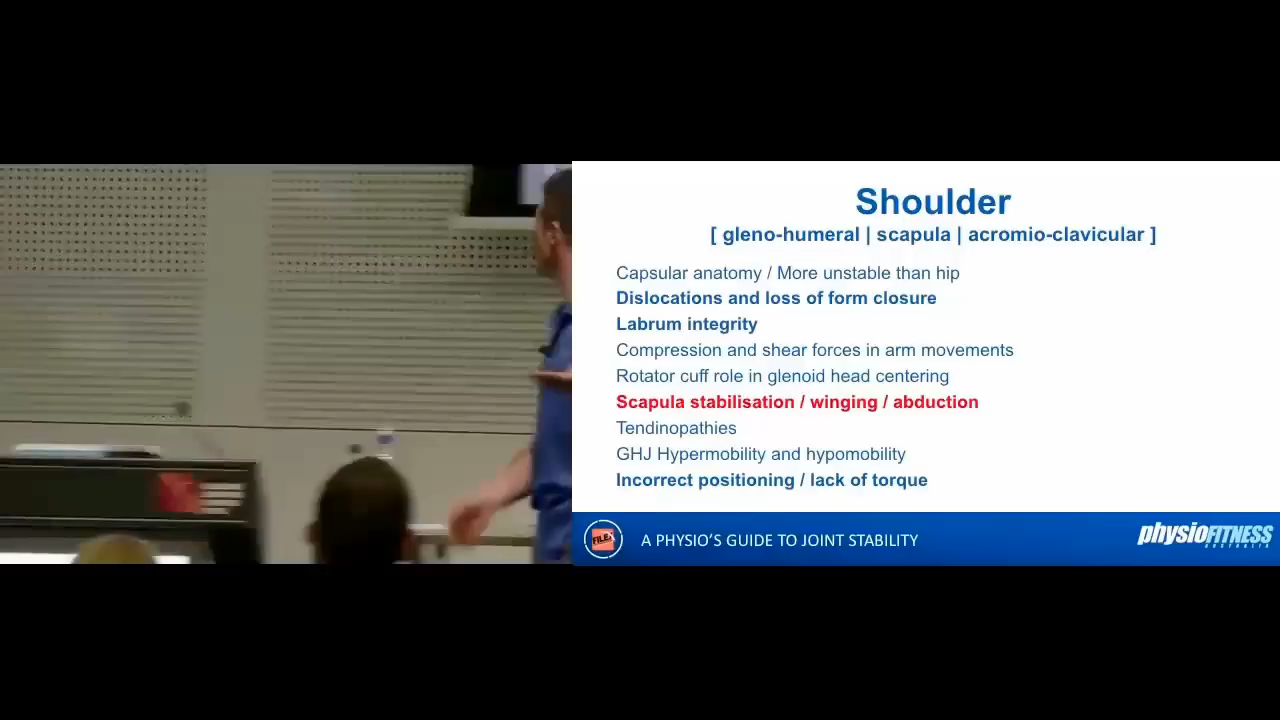 Shoulder
[ gleno-humeral | scapula | acromio-clavicular ]
Capsular anatomy / More unstable than hip
Dislocations and loss of form closure
Labrum integrity
Compression and shear forces in arm movements
Rotator cuff role in glenoid head centering
Scapula stabilisation / winging / abduction
Tendinopathies
GHJ Hypermobility and hypomobility
Incorrect positioning / lack of torque
FILEX
A PHYSIO'S GUIDE TO JOINT STABILITY
physioFITNESS
AUSTRALIA